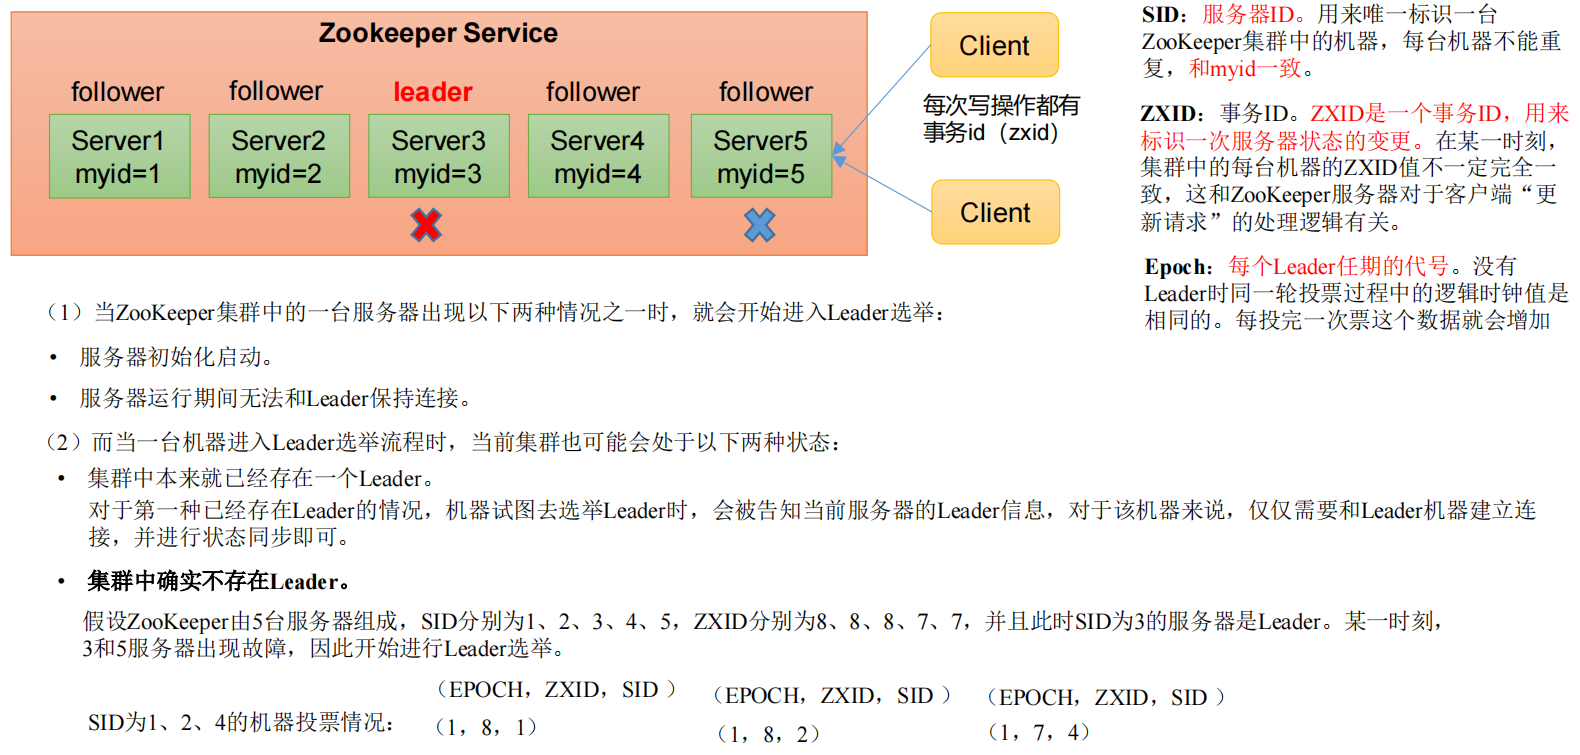 Zookeeper Service
follower
follower
leader
follower
follower
Server1
myid=1
Server2
myid=2
Server3
myid=3
Server4
myid=4
Server5
myid=5
Client
每次写操作都有
事务id（zxid）
Client
SID：服务器ID。用来唯一标识一台
ZooKeeper集群中的机器，每台机器不能重
复，和myid一致。
ZXID：事务ID。ZXID是一个事务ID，用来
标识一次服务器状态的变更。在某一时刻，
集群中的每台机器的ZXID值不一定完全一
致，这和ZooKeeper服务器对于客户端“更
新请求”的处理逻辑有关。
Epoch：每个Leader任期的代号。没有
Leader时同一轮投票过程中的逻辑时钟值是
相同的。每投完一次票这个数据就会增加
（1）当ZooKeeper集群中的一台服务器出现以下两种情况之一时，就会开始进入Leader选举：
• 服务器初始化启动。
• 服务器运行期间无法和Leader保持连接。
（2）而当一台机器进入Leader选举流程时，当前集群也可能会处于以下两种状态：
• 集群中本来就已经存在一个Leader。
对于第一种已经存在Leader的情况，机器试图去选举Leader时，会被告知当前服务器的Leader信息，对于该机器来说，仅仅需要和Leader机器建立连
接，并进行状态同步即可。
• 集群中确实不存在Leader。
假设ZooKeeper由5台服务器组成，SID分别为1、2、3、4、5，ZXID分别为8、8、8、7、7，并且此时SID为3的服务器是Leader。某一时刻，
3和5服务器出现故障，因此开始进行Leader选举。
（EPOCH，ZXID，SID ）
（EPOCH，ZXID，SID ）
（EPOCH，ZXID，SID ）
SID为1、2、4的机器投票情况：
（1，8，1）
（1，8，2）
（1，7，4）